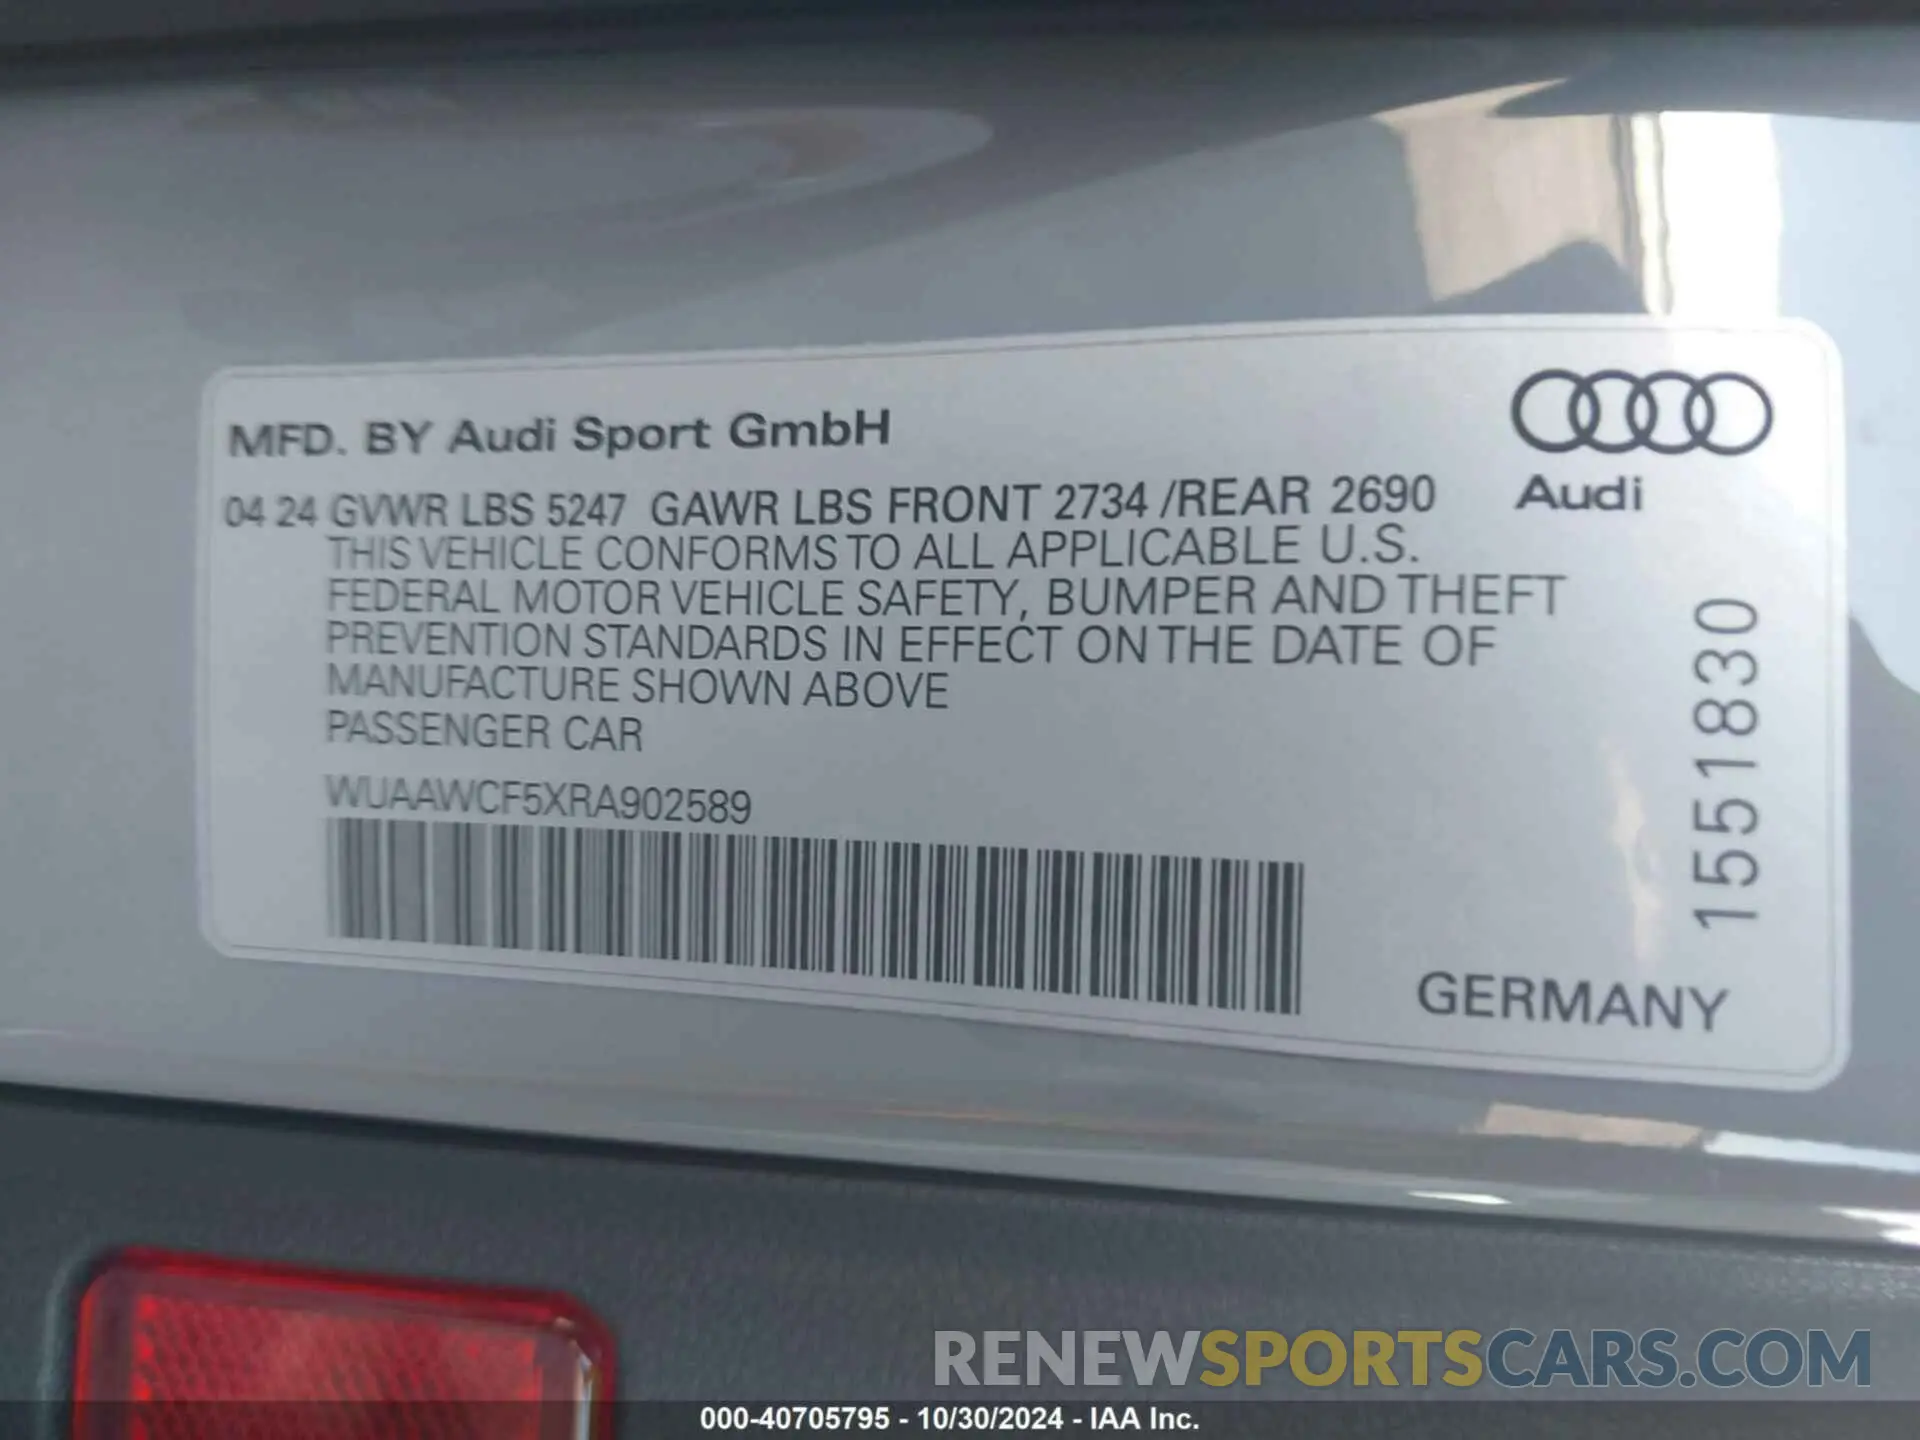 MFD. BY Audi Sport GmbH
Audi
04 24 GVWR LBS 5247 GAWR LBS FRONT 2734 /REAR 2690
THIS VEHICLE CONFORMS TO ALL APPLICABLE U.S.
FEDERAL MOTOR VEHICLE SAFETY, BUMPER AND THEFT
PREVENTION STANDARDS IN EFFECT ON THE DATE OF
MANUFACTURE SHOWN ABOVE
PASSENGER CAR
WUAAWCF5XRA902589
1551830
GERMANY
RENEWSPORTSCARS.COM
000-40705795 - 10/30/2024 - IAA Inc.